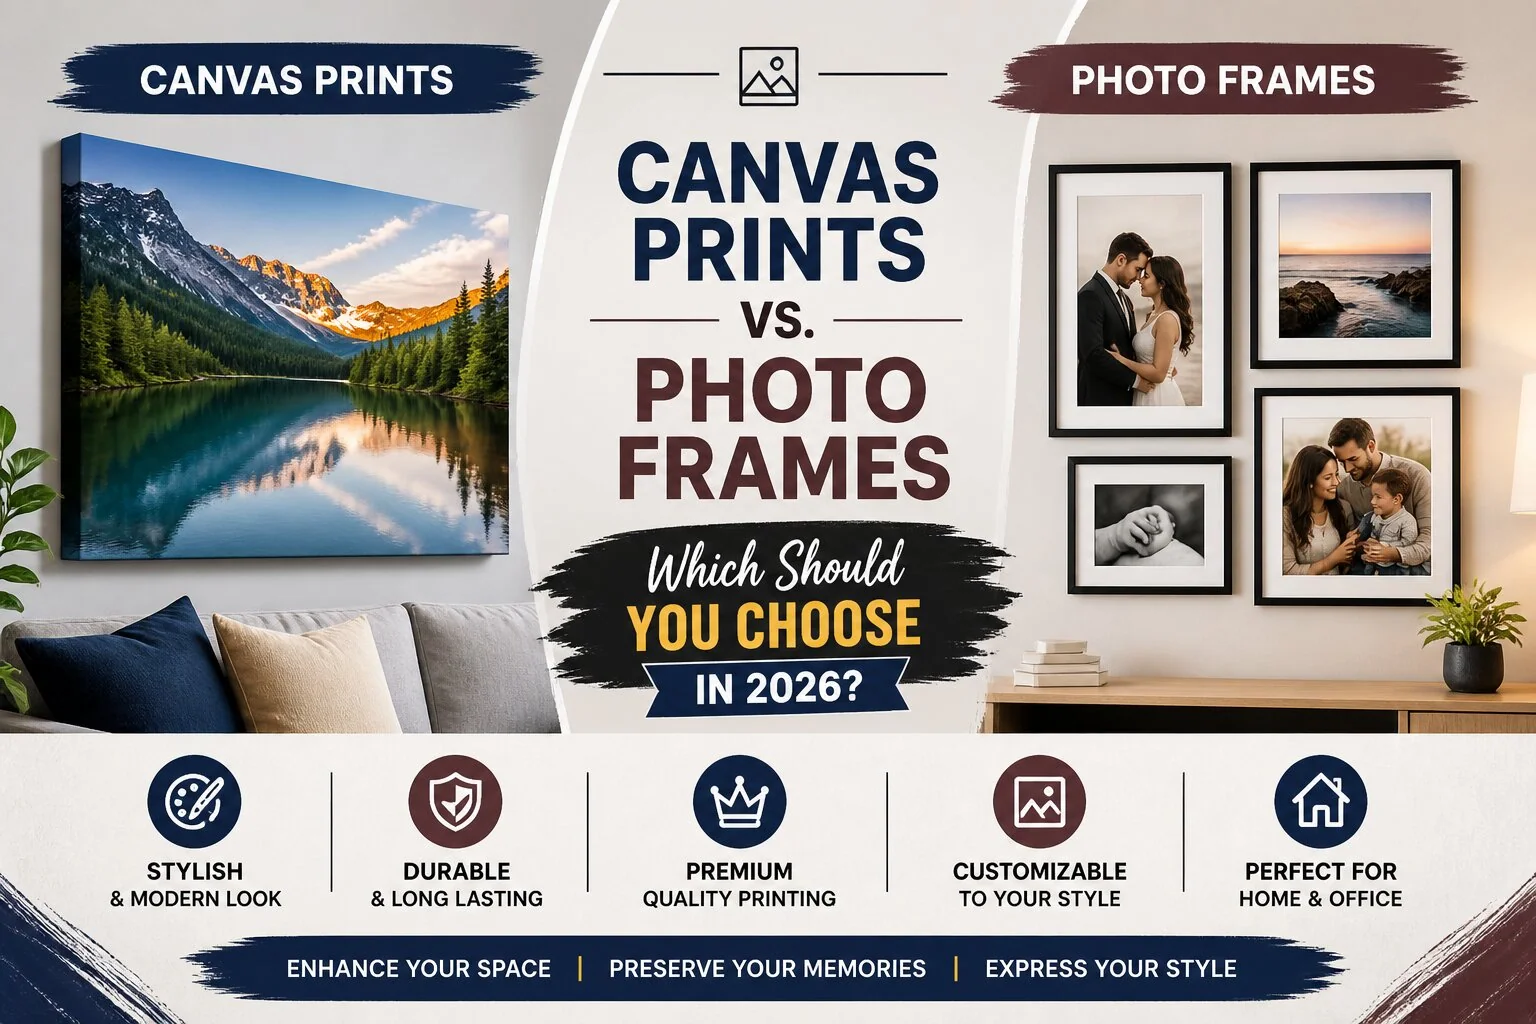 CANVAS PRINTS
CANVAS
PRINTS
VS.
PHOTO
FRAMES
Which Should
YOU CHOOSE
IN 2026?
PHOTO FRAMES
STYLISH
& MODERN LOOK
DURABLE
& LONG LASTING
PREMIUM
QUALITY PRINTING
CUSTOMIZABLE
TO YOUR STYLE
PERFECT FOR
HOME & OFFICE
ENHANCE YOUR SPACE | PRESERVE YOUR MEMORIES | EXPRESS YOUR STYLE